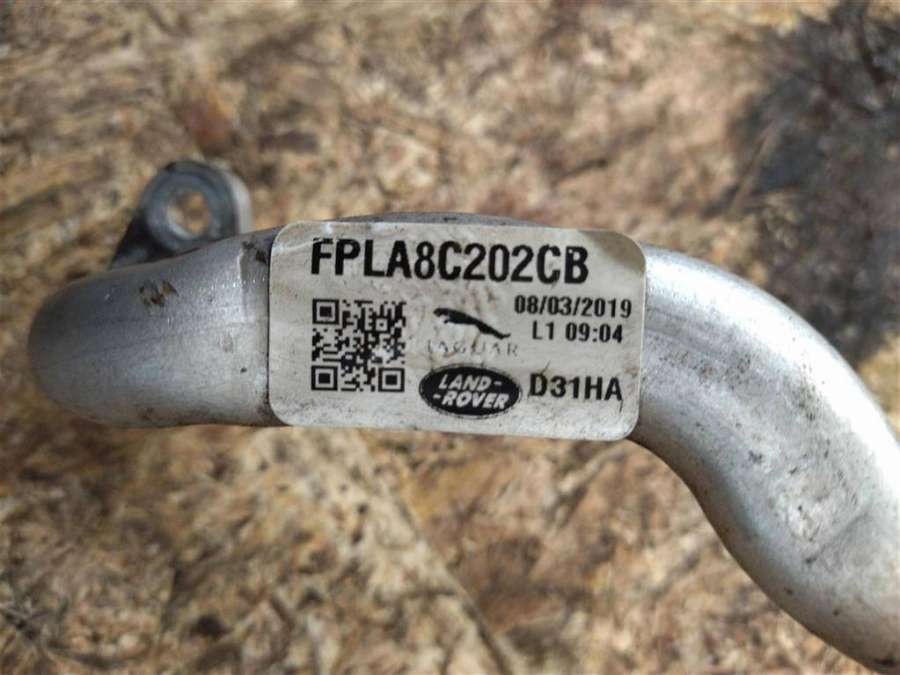 FPLA8C202CB
08/03/2019
L1 09:04
JAGUAR
LAND-
-ROVER
D31HA